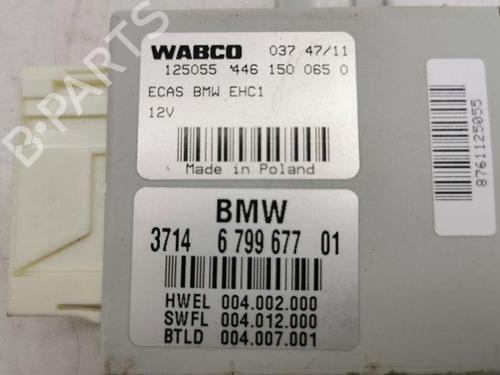 WABCO 037 47/11
125055 446 150 065 0
ECAS BMW EHC1
12V
Made in Poland
BMW
3714 6 799 677 01
HWEL 004.002.000
SWFL 004.012.000
BTLD 004.007.001
8761125055
B-PARTS